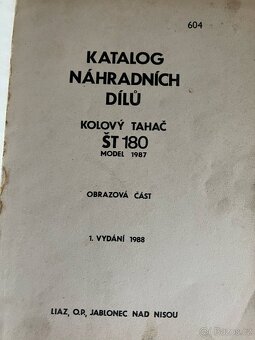 604
KATALOG
NÁHRADNÍCH
DÍLŮ
KOLOVÝ TAHAČ
ŠT 180
MODEL 1987
OBRAZOVÁ ČÁST
1. VYDÁNÍ 1988
LIAZ, O.P., JABLONEC NAD NISOU